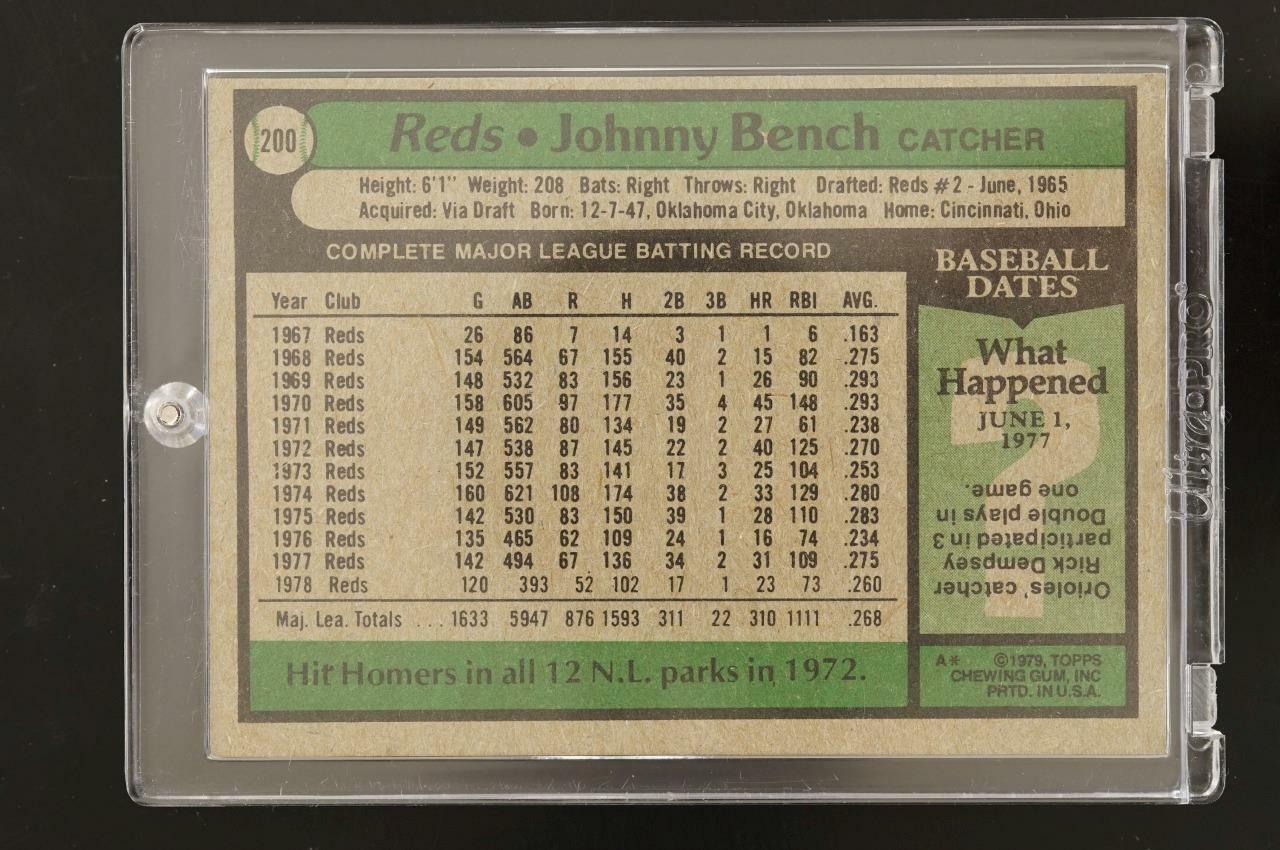 200
Reds • Johnny Bench CATCHER
Height: 6'1" Weight: 208 Bats: Right Throws: Right Drafted: Reds #2 - June, 1965
Acquired: Via Draft Born: 12-7-47, Oklahoma City, Oklahoma Home: Cincinnati, Ohio
COMPLETE MAJOR LEAGUE BATTING RECORD
Year Club G AB R H 2B 3B HR RBI AVG.
1967 Reds 26 86 7 14 3 1 1 6 .163
1968 Reds 154 564 67 155 40 2 15 82 .275
1969 Reds 148 532 83 156 23 1 26 90 .293
1970 Reds 158 605 97 177 35 4 45 148 .293
1971 Reds 149 562 80 134 19 2 27 61 .238
1972 Reds 147 538 87 145 22 2 40 125 .270
1973 Reds 152 557 83 141 17 3 25 104 .253
1974 Reds 160 621 108 174 38 2 33 129 .280
1975 Reds 142 530 83 150 39 1 28 110 .283
1976 Reds 135 465 62 109 24 1 16 74 .234
1977 Reds 142 494 67 136 34 2 31 109 .275
1978 Reds 120 393 52 102 17 1 23 73 .260
Maj. Lea. Totals ... 1633 5947 876 1593 311 22 310 1111 .268
Hit Homers in all 12 N.L. parks in 1972.
BASEBALL
DATES
What
Happened
JUNE 1,
1977
?
Orioles' catcher
Rick Dempsey
participated in 3
Double plays in
one game.
A* ©1979, TOPPS
CHEWING GUM, INC
PRTD. IN U.S.A.
Ultra•PRO®